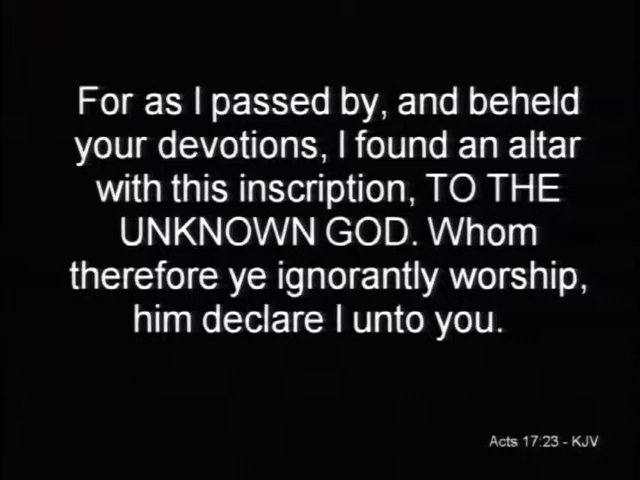 For as I passed by, and beheld
your devotions, I found an altar
with this inscription, TO THE
UNKNOWN GOD. Whom
therefore ye ignorantly worship,
him declare I unto you.
Acts 17:23 - KJV